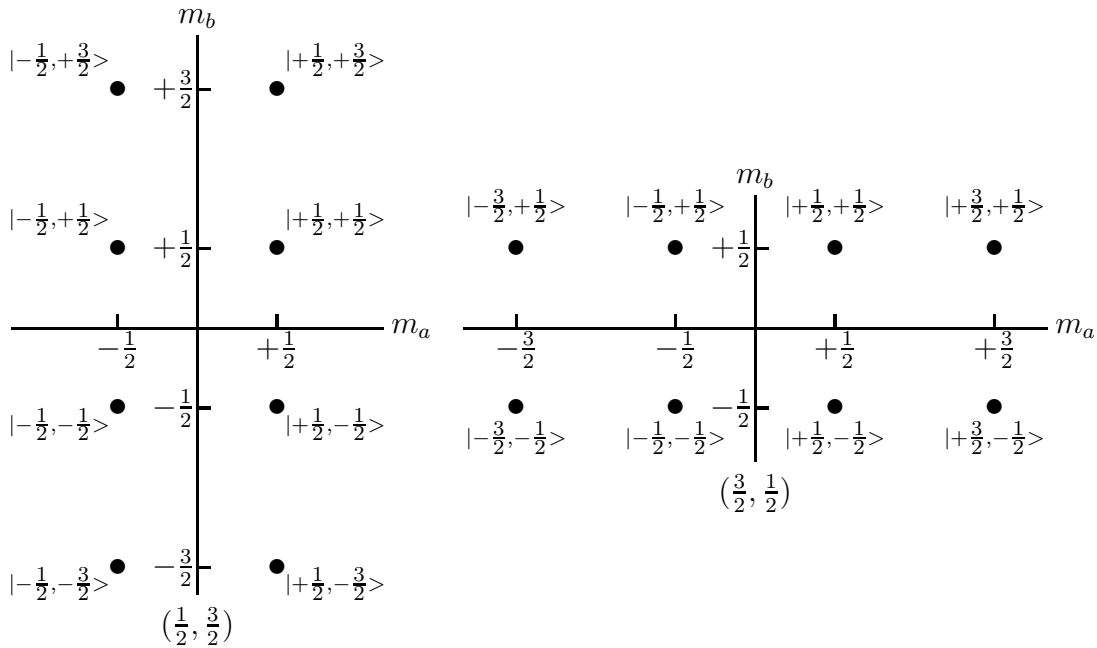 m_b
|−1/2,+3/2> +3/2 |+1/2,+3/2>
|−1/2,+1/2> +1/2 |+1/2,+1/2>
−1/2 +1/2 m_a
|−1/2,−1/2> −1/2 |+1/2,−1/2>
|−1/2,−3/2> −3/2 |+1/2,−3/2>
(1/2, 3/2)
m_b
|−3/2,+1/2> |−1/2,+1/2> |+1/2,+1/2> |+3/2,+1/2>
+1/2
−3/2 −1/2 +1/2 +3/2 m_a
−1/2
|−3/2,−1/2> |−1/2,−1/2> |+1/2,−1/2> |+3/2,−1/2>
(3/2, 1/2)